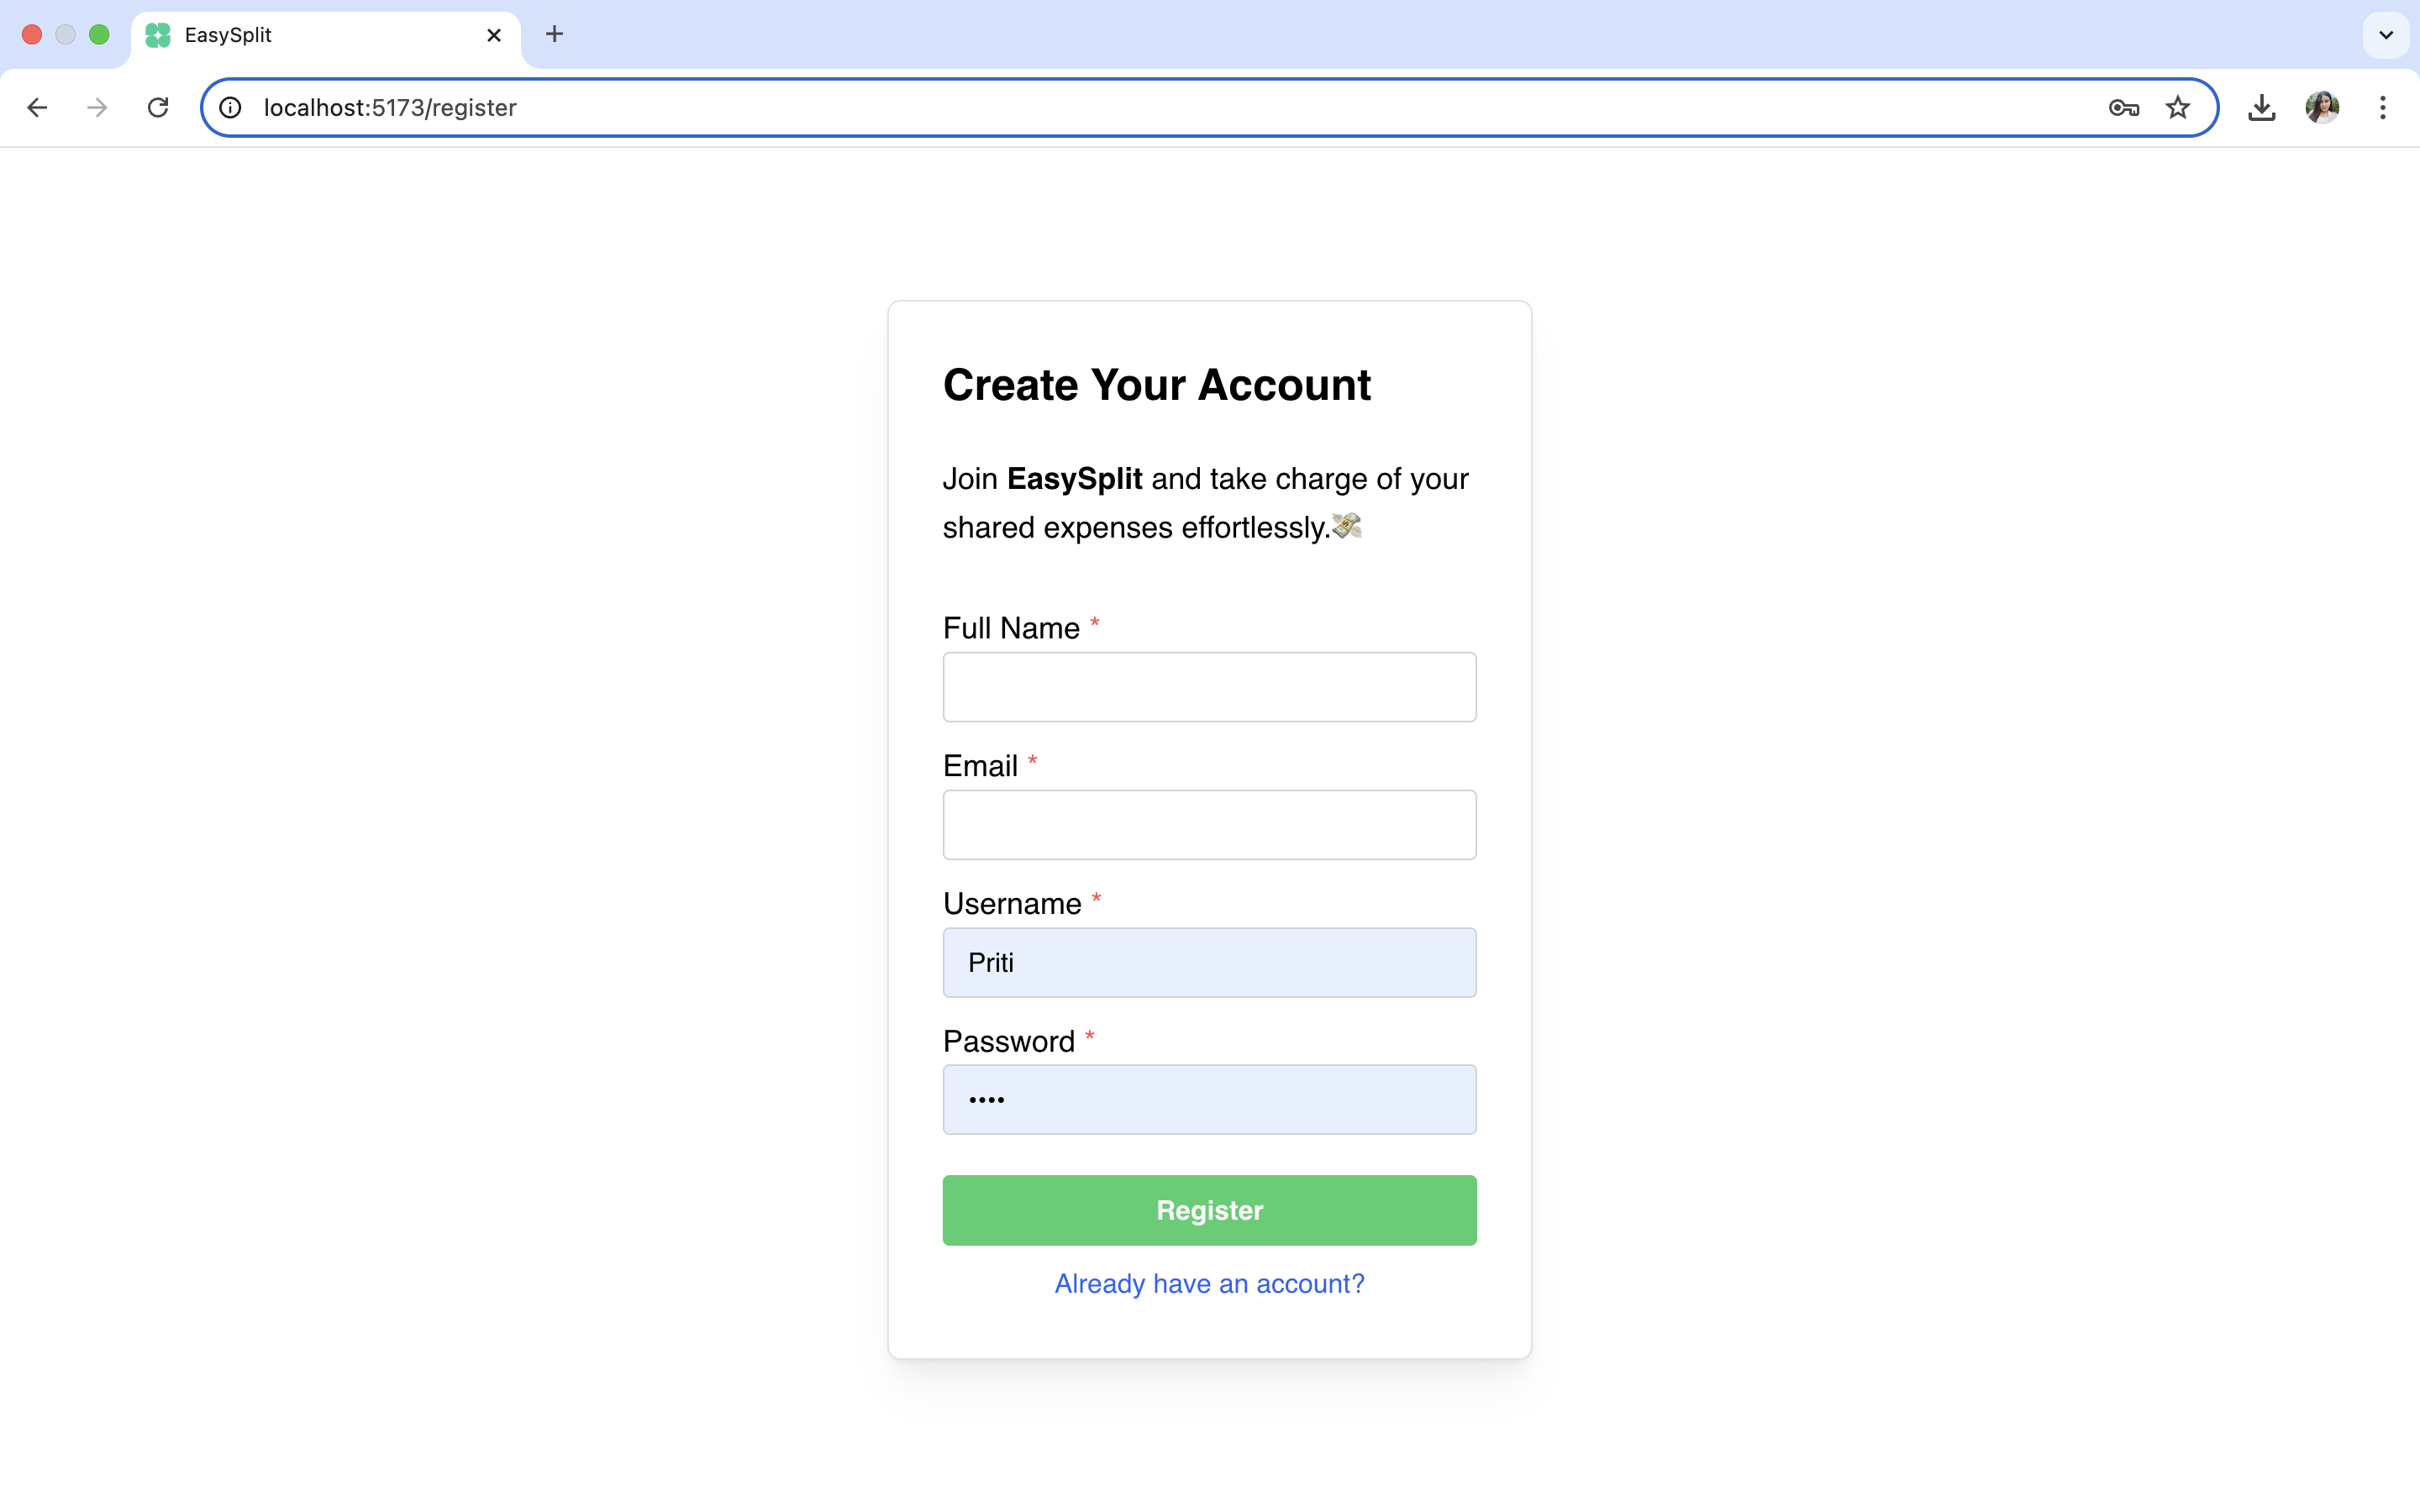 EasySplit
localhost:5173/register
Create Your Account
Join EasySplit and take charge of your
shared expenses effortlessly.💸
Full Name *
Email *
Username *
Priti
Password *
••••
Register
Already have an account?